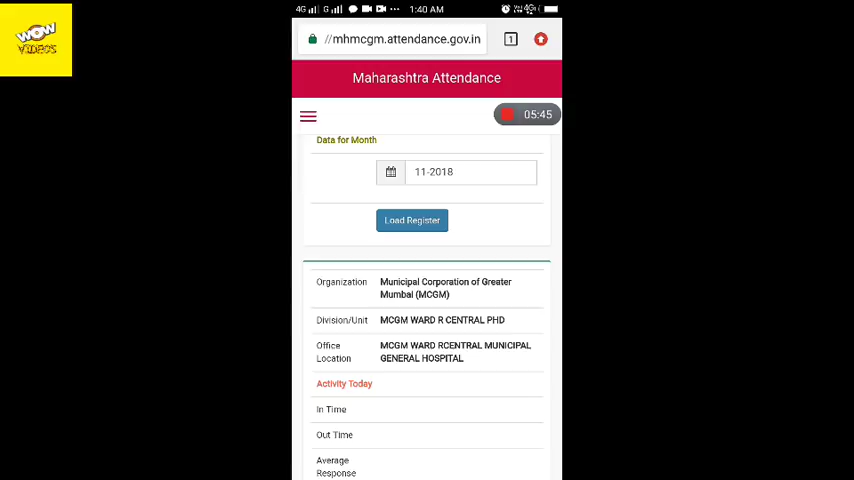 WOW
VIDEOS
4G G 1:40 AM 4G
//mhmcgm.attendance.gov.in 1
Maharashtra Attendance
05:45
Data for Month
11-2018
Load Register
Organization Municipal Corporation of Greater
Mumbai (MCGM)
Division/Unit MCGM WARD R CENTRAL PHD
Office MCGM WARD RCENTRAL MUNICIPAL
Location GENERAL HOSPITAL
Activity Today
In Time
Out Time
Average
Response